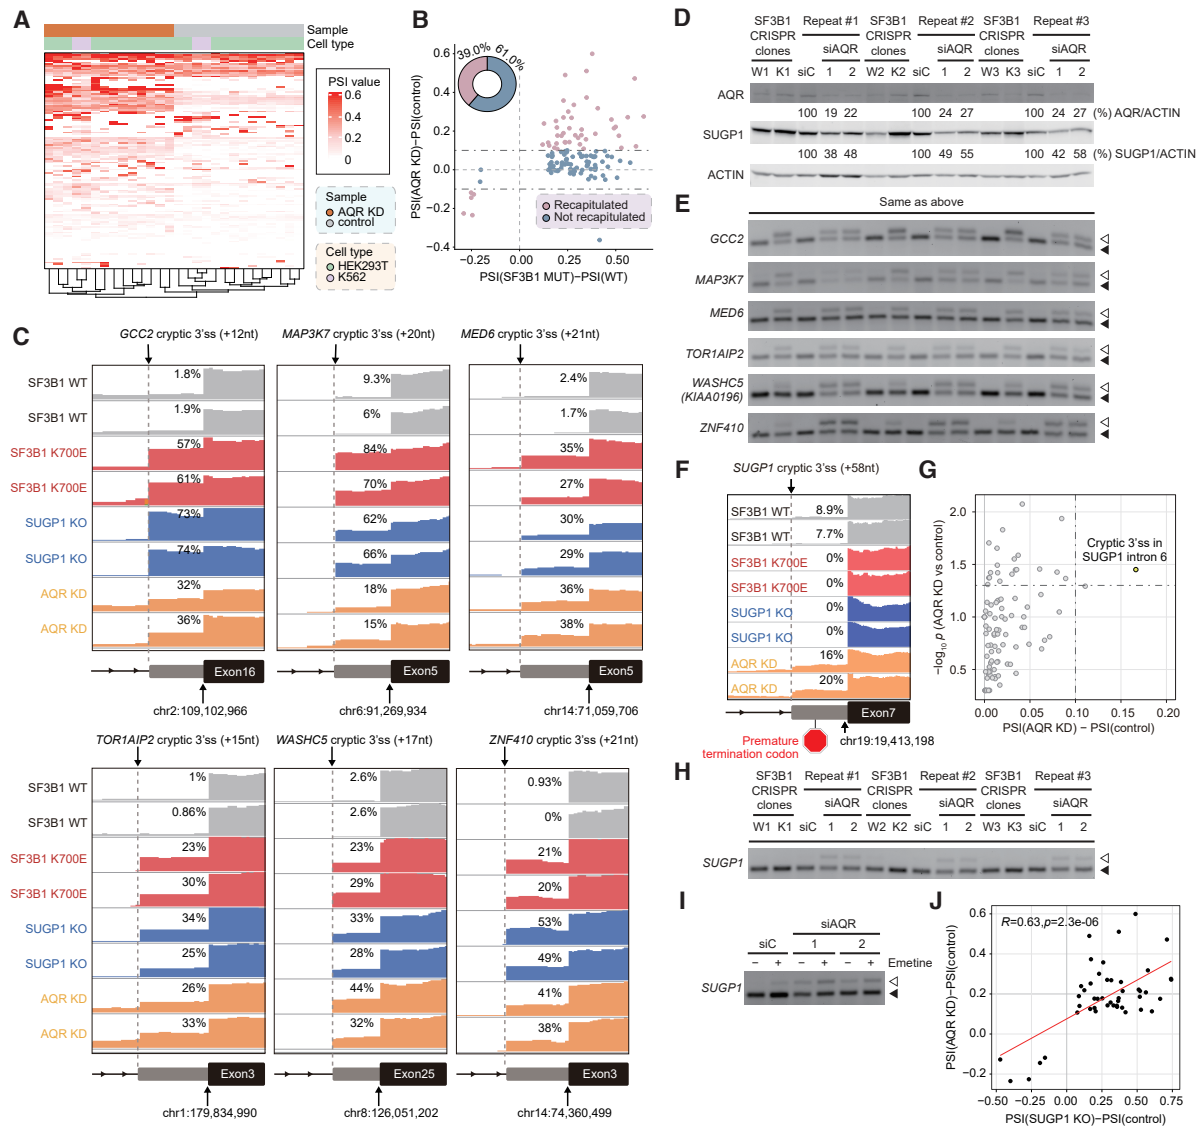 A
Sample
Cell type
PSI value
0.6
0.4
0.2
0
Sample
AQR KD
control
Cell type
HEK293T
K562
B
39.0%
61.0%
PSI(AQR KD)−PSI(control)
0.6
0.4
0.2
0.0
0.2
−0.4
−0.25
0.00
0.25
0.50
PSI(SF3B1 MUT)−PSI(WT)
Recapitulated
Not recapitulated
C
GCC2 cryptic 3'ss (+12nt)
MAP3K7 cryptic 3'ss (+20nt)
MED6 cryptic 3'ss (+21nt)
SF3B1 WT 1.8% 9.3% 2.4%
SF3B1 WT 1.9% 6% 1.7%
SF3B1 K700E 57% 84% 35%
SF3B1 K700E 61% 70% 27%
SUGP1 KO 73% 62% 30%
SUGP1 KO 74% 66% 29%
AQR KD 32% 18% 36%
AQR KD 36% 15% 38%
Exon16 Exon5 Exon5
chr2:109,102,966
chr6:91,269,934
chr14:71,059,706
TOR1AIP2 cryptic 3'ss (+15nt)
WASHC5 cryptic 3'ss (+17nt)
ZNF410 cryptic 3'ss (+21nt)
SF3B1 WT 1% 2.6% 0.93%
SF3B1 WT 0.86% 2.6% 0%
SF3B1 K700E 23% 23% 21%
SF3B1 K700E 30% 29% 20%
SUGP1 KO 34% 33% 53%
SUGP1 KO 25% 28% 49%
AQR KD 26% 44% 41%
AQR KD 33% 32% 38%
Exon3 Exon25 Exon3
chr1:179,834,990
chr8:126,051,202
chr14:74,360,499
D
SF3B1 Repeat #1 SF3B1 Repeat #2 SF3B1 Repeat #3
CRISPR CRISPR CRISPR
clones siAQR clones siAQR clones siAQR
W1 K1 siC 1 2 W2 K2 siC 1 2 W3 K3 siC 1 2
AQR
100 19 22 100 24 27 100 24 27 (%) AQR/ACTIN
SUGP1
100 38 48 100 49 55 100 42 58 (%) SUGP1/ACTIN
ACTIN
E
Same as above
GCC2
MAP3K7
MED6
TOR1AIP2
WASHC5
(KIAA0196)
ZNF410
F
SUGP1 cryptic 3'ss (+58nt)
SF3B1 WT 8.9%
SF3B1 WT 7.7%
SF3B1 K700E 0%
SF3B1 K700E 0%
SUGP1 KO 0%
SUGP1 KO 0%
AQR KD 16%
AQR KD 20%
Exon7
Premature
termination codon
chr19:19,413,198
G
−log10 p (AQR KD vs control)
2.0
1.5
1.0
0.5
Cryptic 3'ss in
SUGP1 intron 6
0.00 0.05 0.10 0.15 0.20
PSI(AQR KD) − PSI(control)
H
SF3B1 Repeat #1 SF3B1 Repeat #2 SF3B1 Repeat #3
CRISPR CRISPR CRISPR
clones siAQR clones siAQR clones siAQR
W1 K1 siC 1 2 W2 K2 siC 1 2 W3 K3 siC 1 2
SUGP1
I
siAQR
siC 1 2
− + − + − + Emetine
SUGP1
J
R=0.63,p=2.3e-06
PSI(AQR KD)−PSI(control)
0.6
0.4
0.2
0.0
−0.2
−0.50 −0.25 0.00 0.25 0.50 0.75
PSI(SUGP1 KO)−PSI(control)